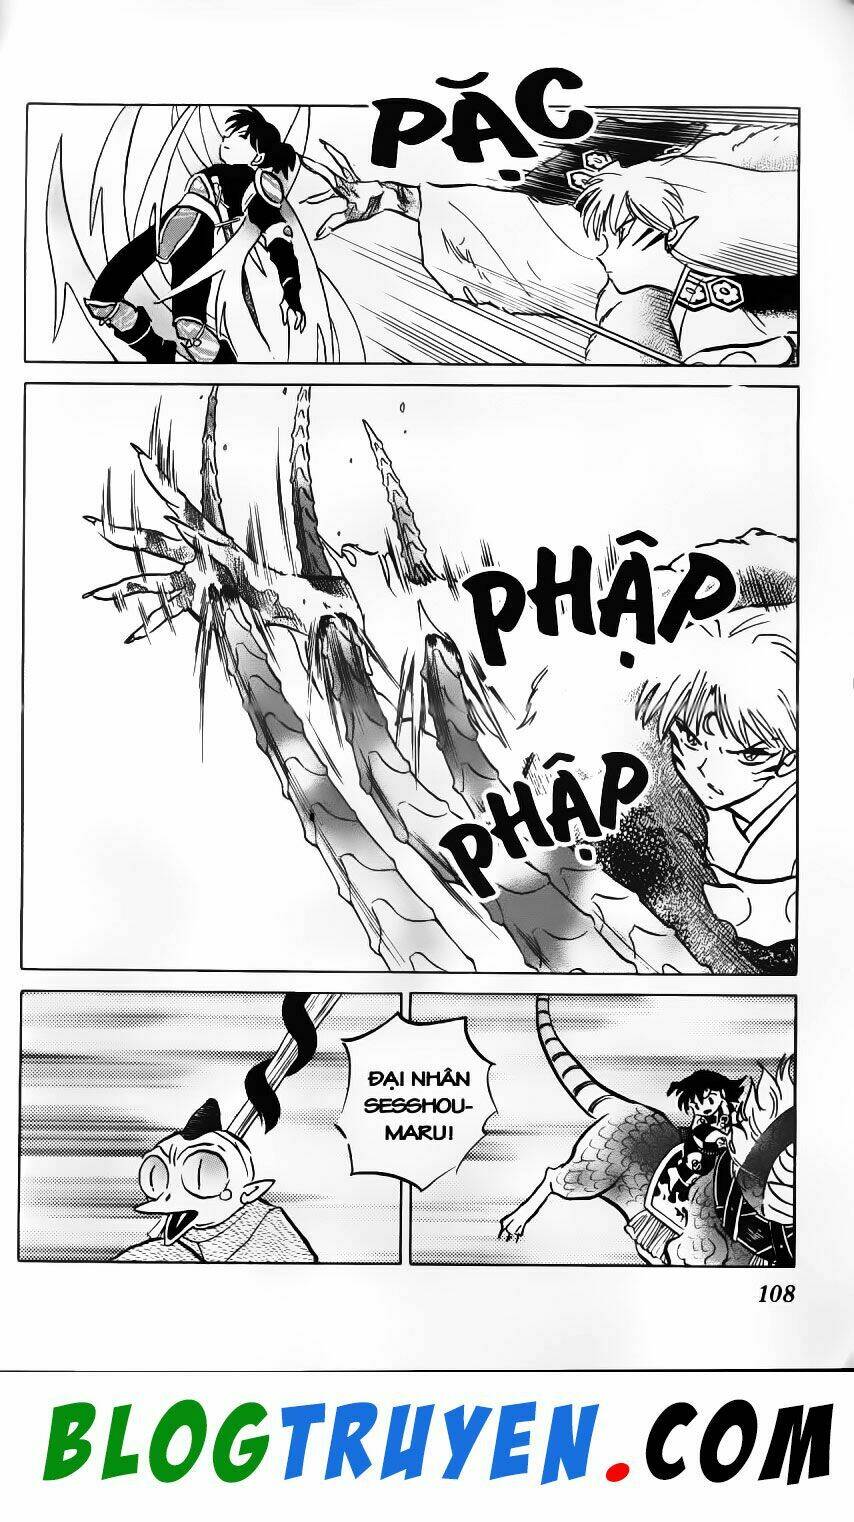 PẶC
PHẬP
PHẬP
ĐẠI NHÂN
SESSHOU-
MARU!
108
BLOGTRUYEN.COM